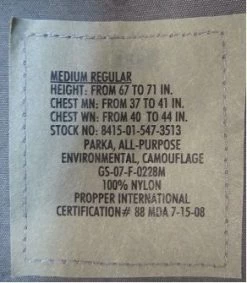 MEDIUM REGULAR
HEIGHT: FROM 67 TO 71 IN.
CHEST MN: FROM 37 TO 41 IN.
CHEST WN: FROM 40 TO 44 IN.
STOCK NO: 8415-01-547-3513
PARKA, ALL-PURPOSE
ENVIRONMENTAL, CAMOUFLAGE
GS-07-F-0228M
100% NYLON
PROPPER INTERNATIONAL
CERTIFICATION# 88 MDA 7-15-08